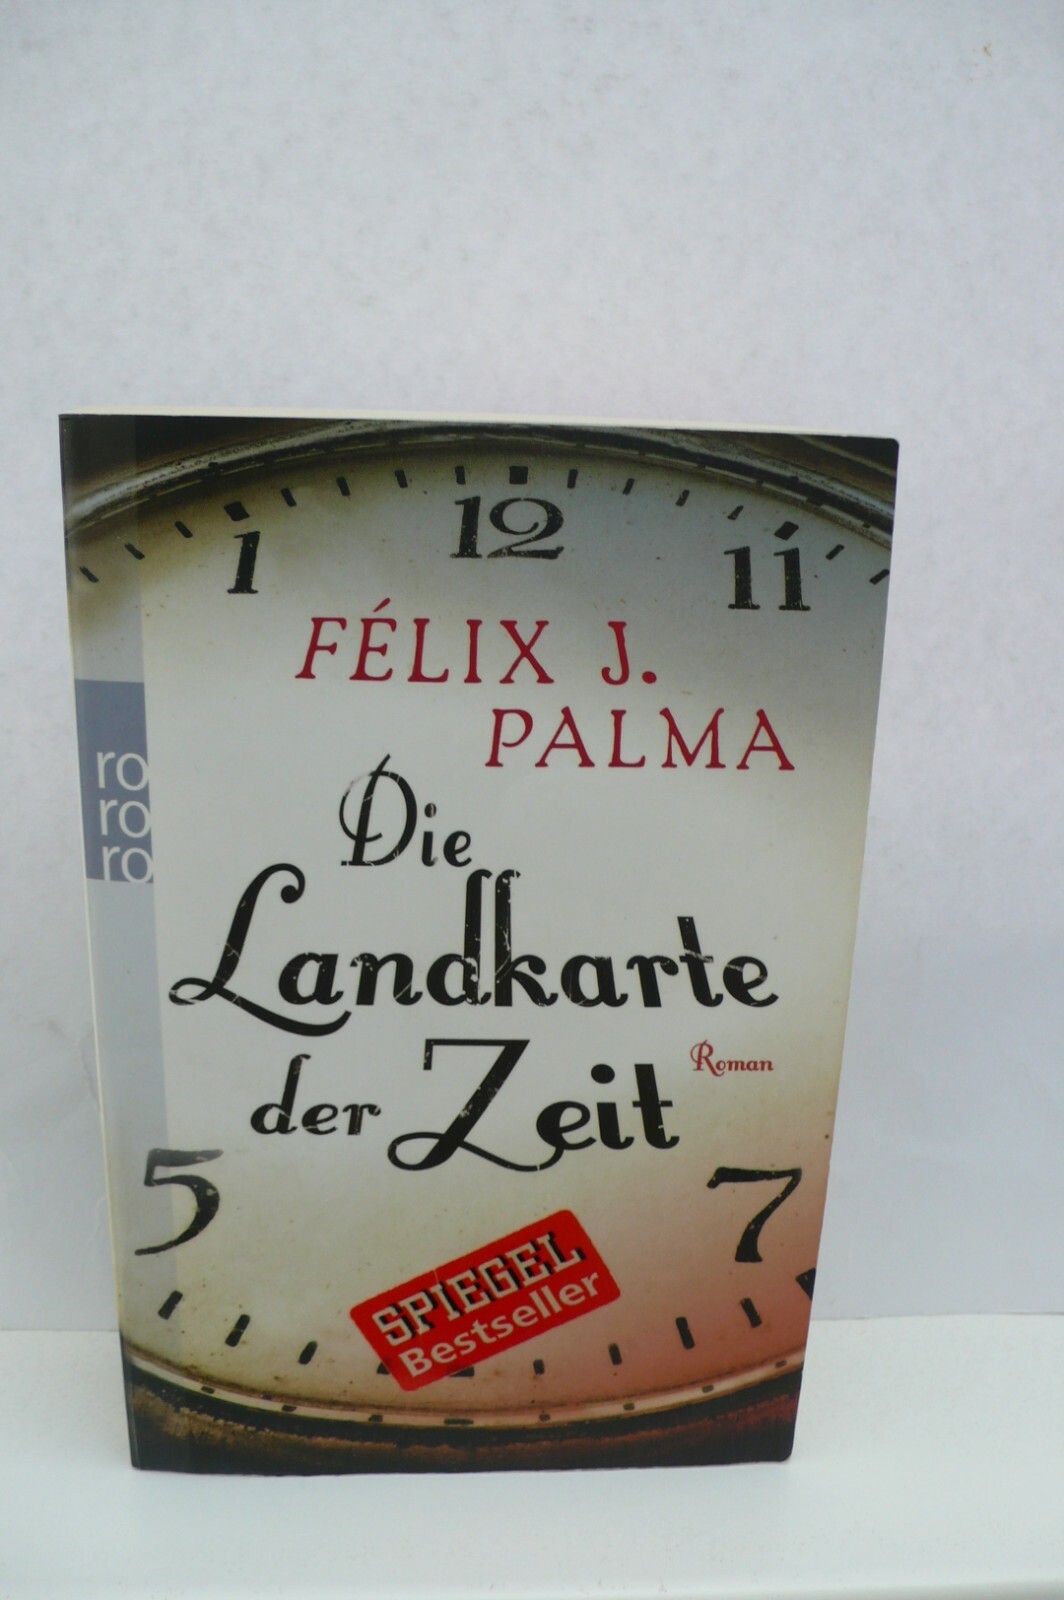 1
12
11
FÉLIX J.
PALMA
ro
ro
ro
Die
Landkarte
der Zeit
Roman
5
7
SPIEGEL
Bestseller